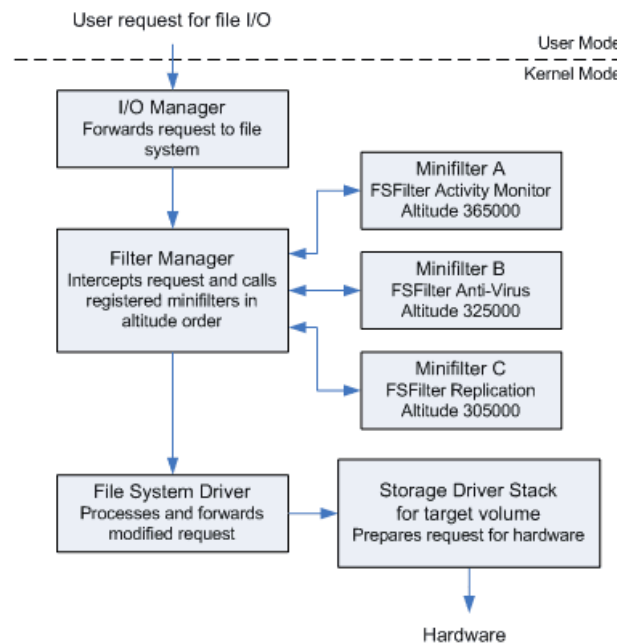 User request for file I/O
User Mode
Kernel Mode
I/O Manager
Forwards request to file
system
Minifilter A
FSFilter Activity Monitor
Altitude 365000
Filter Manager
Intercepts request and calls
registered minifilters in
altitude order
Minifilter B
FSFilter Anti-Virus
Altitude 325000
Minifilter C
FSFilter Replication
Altitude 305000
File System Driver
Processes and forwards
modified request
Storage Driver Stack
for target volume
Prepares request for hardware
Hardware